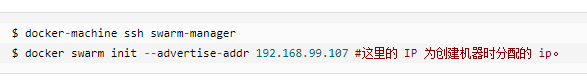 $ docker-machine ssh swarm-manager
$ docker swarm init --advertise-addr 192.168.99.107 #这里的 IP 为创建机器时分配的 ip。